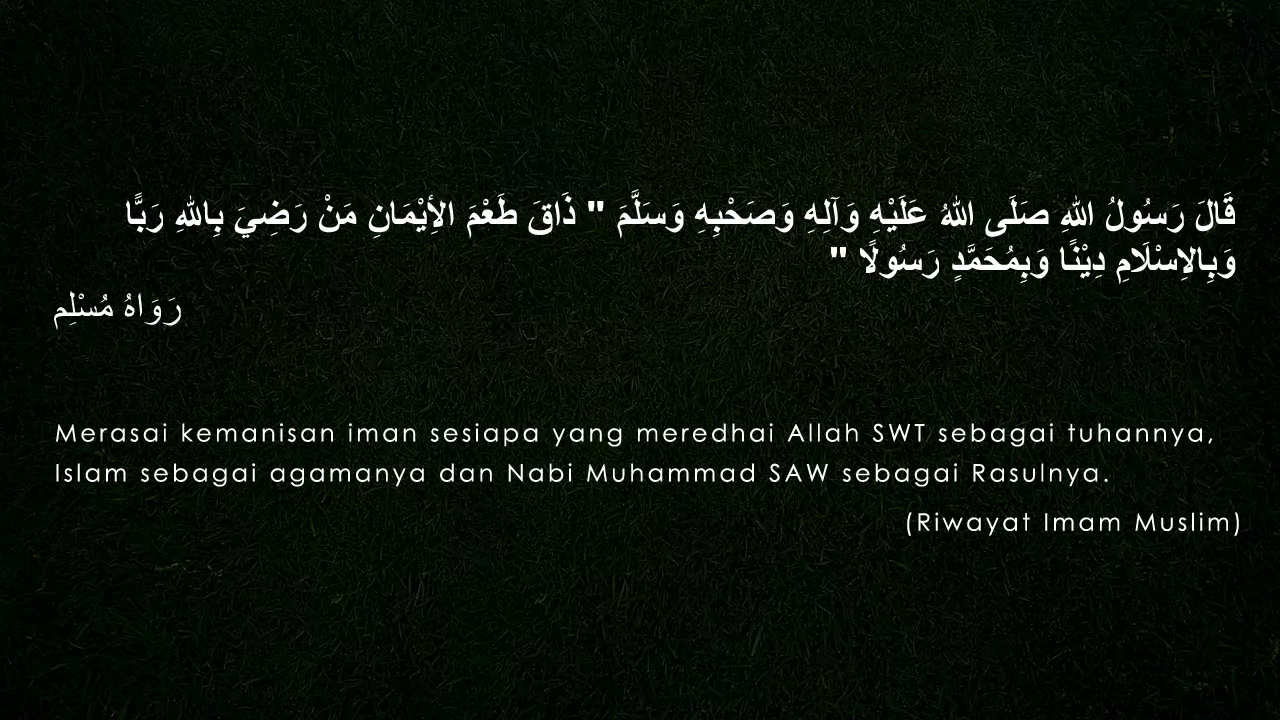 قَالَ رَسُولُ اللهِ صَلَى اللهُ عَلَيْهِ وَآلِهِ وَصَحْبِهِ وَسَلَّمَ " ذَاقَ طَعْمَ الأِيْمَانِ مَنْ رَضِيَ بِاللهِ رَبًّا
وَبِالاِسْلَامِ دِيْنًا وَبِمُحَمَّدٍ رَسُولًا "
رَوَاهُ مُسْلِم
Merasai kemanisan iman sesiapa yang meredhai Allah SWT sebagai tuhannya,
Islam sebagai agamanya dan Nabi Muhammad SAW sebagai Rasulnya.
(Riwayat Imam Muslim)